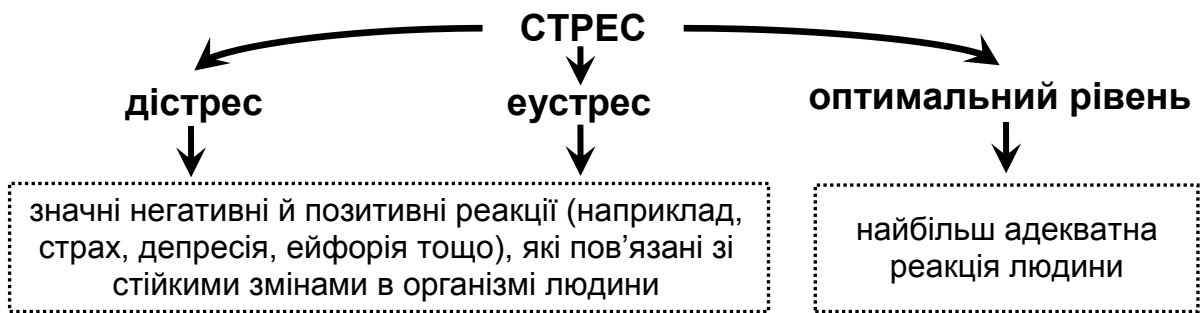 СТРЕС
дістрес
еустрес
оптимальний рівень
значні негативні й позитивні реакції (наприклад,
страх, депресія, ейфорія тощо), які пов’язані зі
стійкими змінами в організмі людини
найбільш адекватна
реакція людини